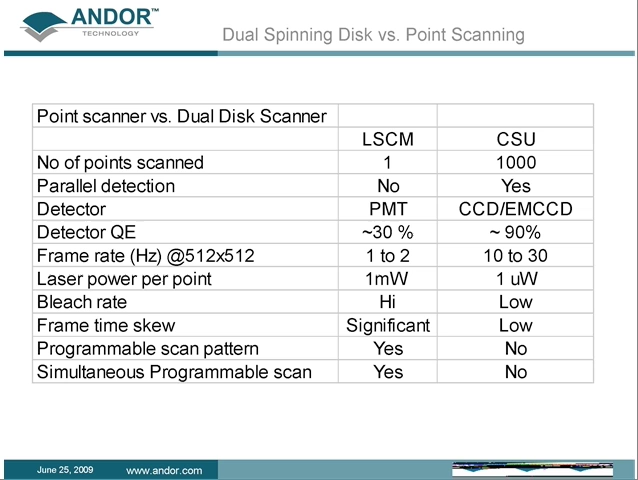 ANDOR™
TECHNOLOGY
Dual Spinning Disk vs. Point Scanning
Point scanner vs. Dual Disk Scanner
LSCM CSU
No of points scanned 1 1000
Parallel detection No Yes
Detector PMT CCD/EMCCD
Detector QE ~30 % ~ 90%
Frame rate (Hz) @512x512 1 to 2 10 to 30
Laser power per point 1mW 1 uW
Bleach rate Hi Low
Frame time skew Significant Low
Programmable scan pattern Yes No
Simultaneous Programmable scan Yes No
June 25, 2009 www.andor.com